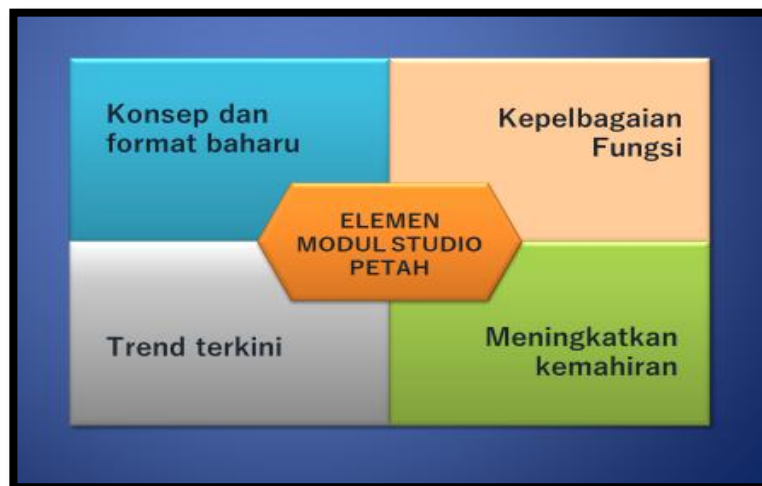 Konsep dan
format baharu
Kepelbagaian
Fungsi
ELEMEN
MODUL STUDIO
PETAH
Trend terkini
Meningkatkan
kemahiran